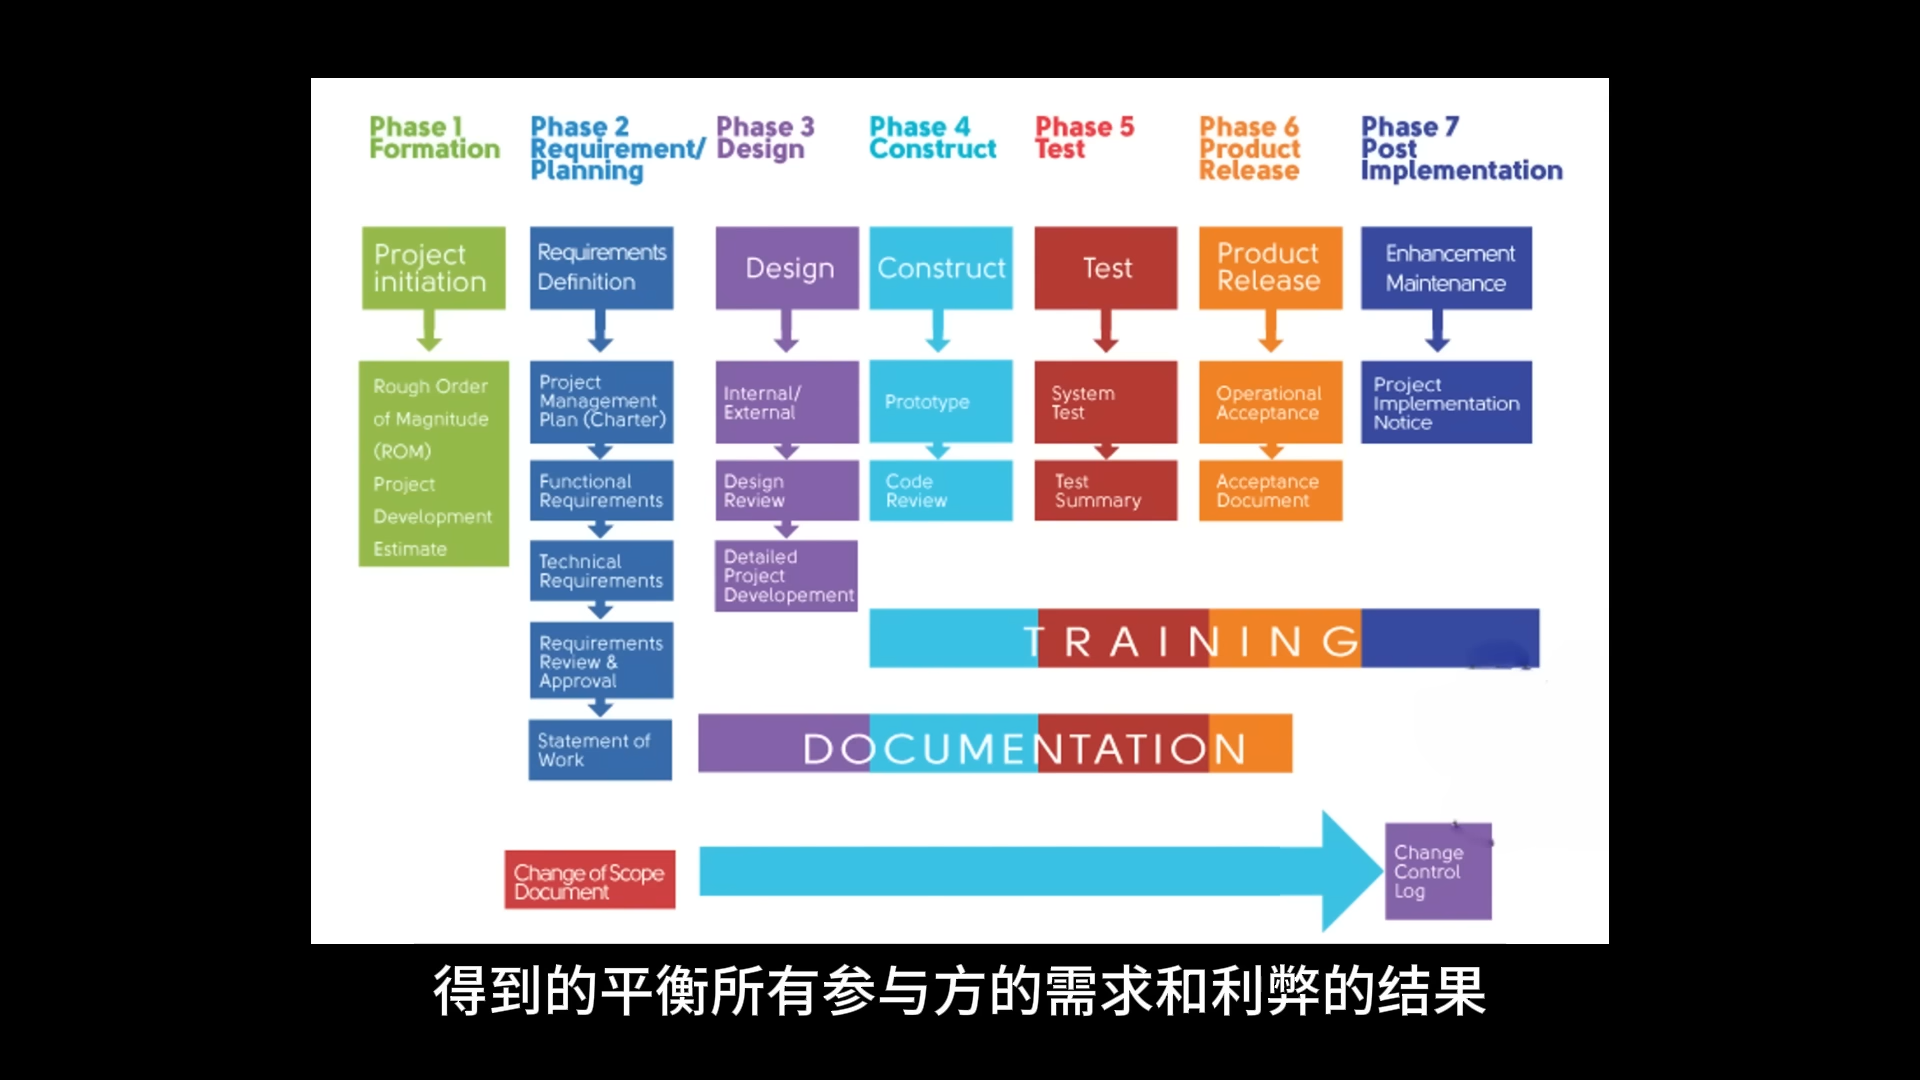 Phase 1
Formation
Phase 2
Requirement/
Planning
Phase 3
Design
Phase 4
Construct
Phase 5
Test
Phase 6
Product
Release
Phase 7
Post
Implementation
Project
initiation
Requirements
Definition
Design
Construct
Test
Product
Release
Enhancement
Maintenance
Rough Order
of Magnitude
(ROM)
Project
Development
Estimate
Project
Management
Plan (Charter)
Internal/
External
Prototype
System
Test
Operational
Acceptance
Project
Implementation
Notice
Functional
Requirements
Design
Review
Code
Review
Test
Summary
Acceptance
Document
Technical
Requirements
Detailed
Project
Developement
Requirements
Review &
Approval
TRAINING
Statement of
Work
DOCUMENTATION
Change of Scope
Document
Change
Control
Log
得到的平衡所有参与方的需求和利弊的结果